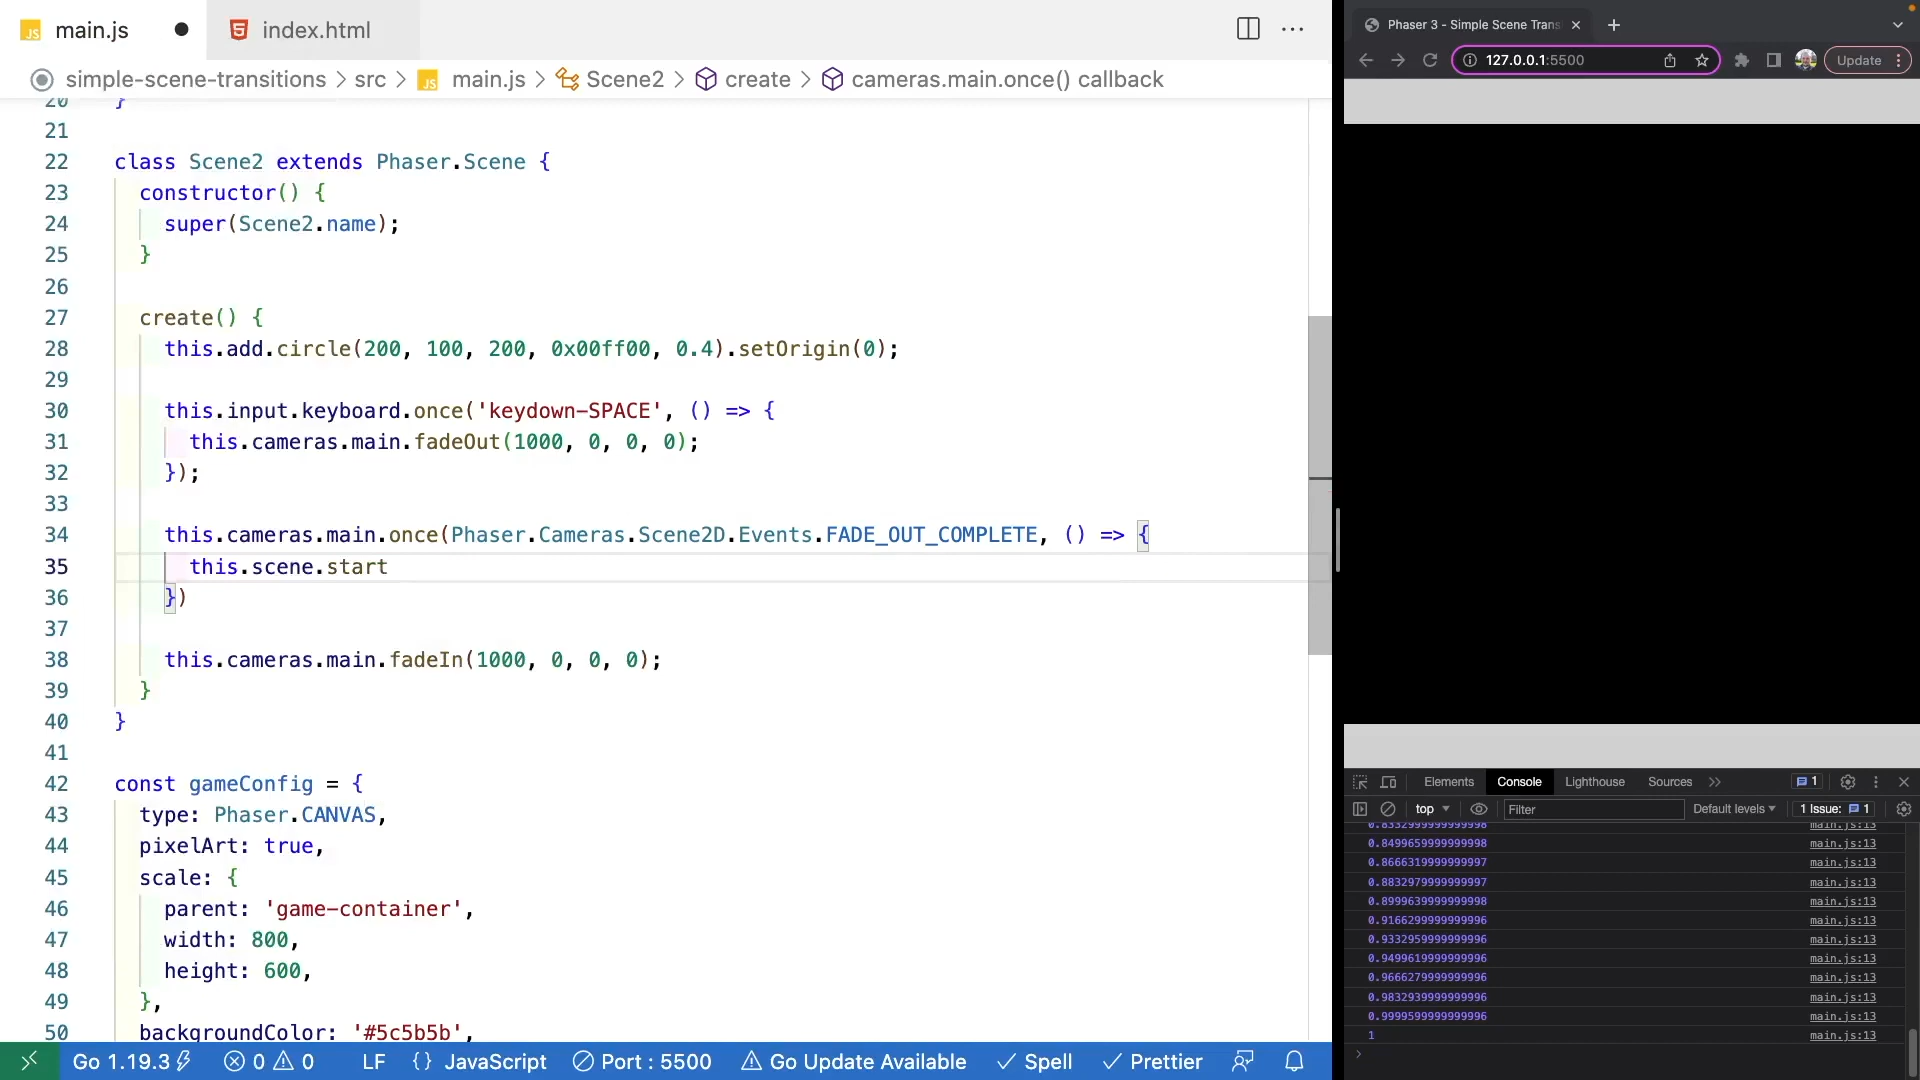 main.js
index.html
simple-scene-transitions > src > main.js > Scene2 > create > cameras.main.once() callback
20 }
21
22 class Scene2 extends Phaser.Scene {
23 constructor() {
24 super(Scene2.name);
25 }
26
27 create() {
28 this.add.circle(200, 100, 200, 0x00ff00, 0.4).setOrigin(0);
29
30 this.input.keyboard.once('keydown-SPACE', () => {
31 this.cameras.main.fadeOut(1000, 0, 0, 0);
32 });
33
34 this.cameras.main.once(Phaser.Cameras.Scene2D.Events.FADE_OUT_COMPLETE, () => {
35 this.scene.start
36 })
37
38 this.cameras.main.fadeIn(1000, 0, 0, 0);
39 }
40 }
41
42 const gameConfig = {
43 type: Phaser.CANVAS,
44 pixelArt: true,
45 scale: {
46 parent: 'game-container',
47 width: 800,
48 height: 600,
49 },
50 backgroundColor: '#5c5b5b',
Go 1.19.3 0 0 LF {} JavaScript Port : 5500 Go Update Available Spell Prettier
Phaser 3 - Simple Scene Trans
127.0.0.1:5500
Update
Elements Console Lighthouse Sources 1
top Filter Default levels 1 Issue: 1
0.8332999999999998 main.js:13
0.8499659999999998 main.js:13
0.8666319999999997 main.js:13
0.8832979999999997 main.js:13
0.8999639999999998 main.js:13
0.9166299999999996 main.js:13
0.9332959999999996 main.js:13
0.9499619999999996 main.js:13
0.9666279999999996 main.js:13
0.9832939999999996 main.js:13
0.9999599999999996 main.js:13
1 main.js:13